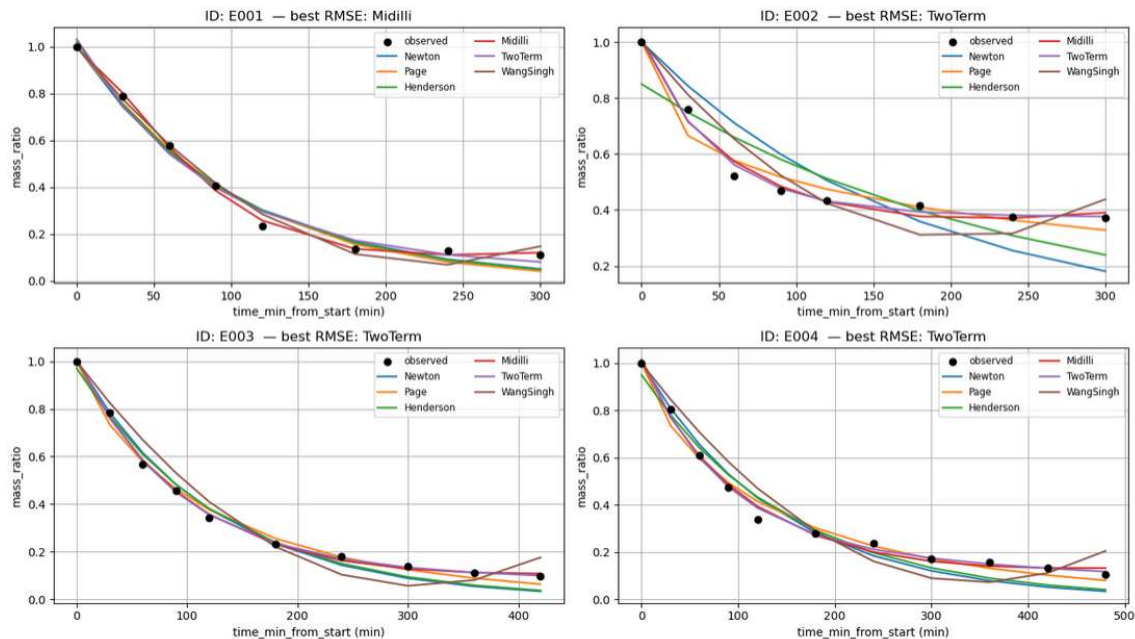 ID: E001 — best RMSE: Midilli
observed
Newton
Page
Henderson
Midilli
TwoTerm
WangSingh
mass_ratio
1.0
0.8
0.6
0.4
0.2
0.0
0 50 100 150 200 250 300
time_min_from_start (min)
ID: E002 — best RMSE: TwoTerm
observed
Newton
Page
Henderson
Midilli
TwoTerm
WangSingh
mass_ratio
1.0
0.8
0.6
0.4
0.2
0 50 100 150 200 250 300
time_min_from_start (min)
ID: E003 — best RMSE: TwoTerm
observed
Newton
Page
Henderson
Midilli
TwoTerm
WangSingh
mass_ratio
1.0
0.8
0.6
0.4
0.2
0.0
0 100 200 300 400
time_min_from_start (min)
ID: E004 — best RMSE: TwoTerm
observed
Newton
Page
Henderson
Midilli
TwoTerm
WangSingh
mass_ratio
1.0
0.8
0.6
0.4
0.2
0.0
0 100 200 300 400 500
time_min_from_start (min)